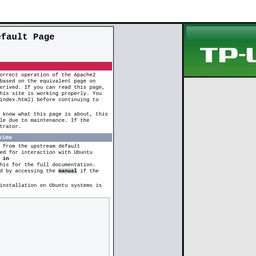 efault Page
orrect operation of the Apache2
based on the equivalent page on
erived. If you can read this page,
his site is working properly. You
index.html) before continuing to
know what this page is about, this
le due to maintenance. If the
trator.
view
from the upstream default
ed for interaction with Ubuntu
in
his for the full documentation.
d by accessing the manual if the
installation on Ubuntu systems is
TP-L